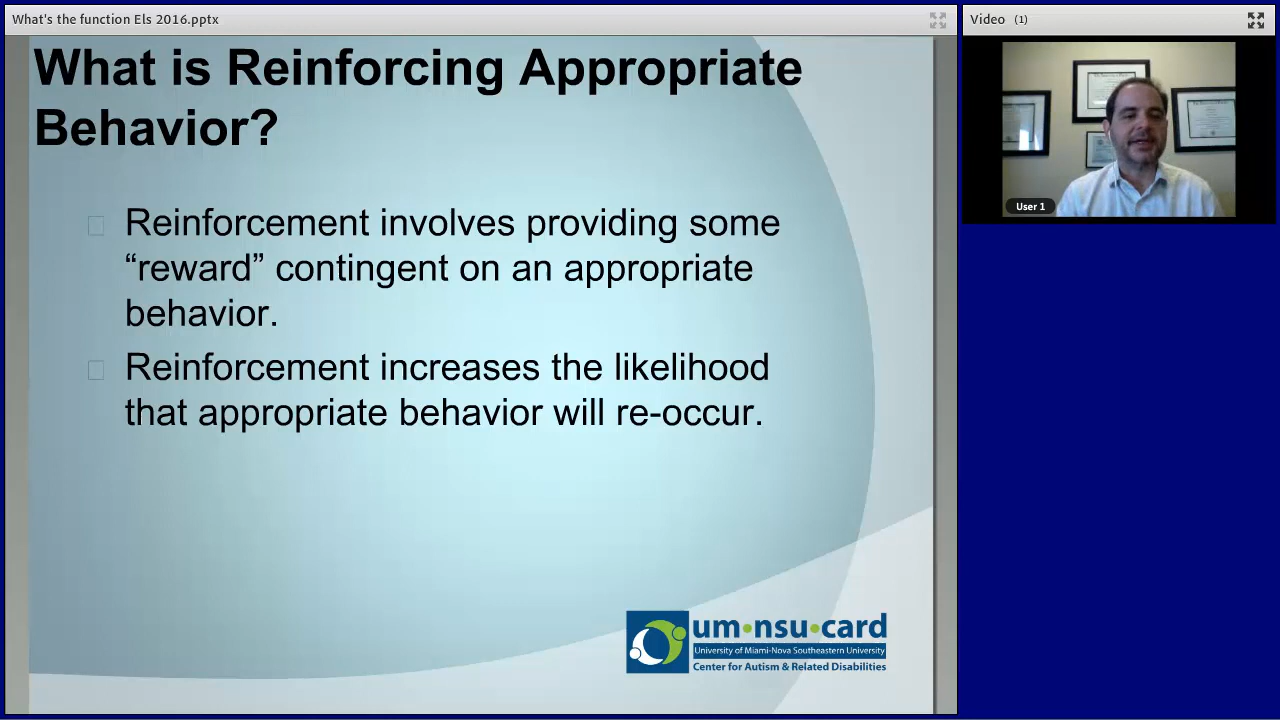 What's the function Els 2016.pptx
Video (1)
What is Reinforcing Appropriate
Behavior?
Reinforcement involves providing some
“reward” contingent on an appropriate
behavior.
Reinforcement increases the likelihood
that appropriate behavior will re-occur.
User 1
um•nsu•card
University of Miami-Nova Southeastern University
Center for Autism & Related Disabilities